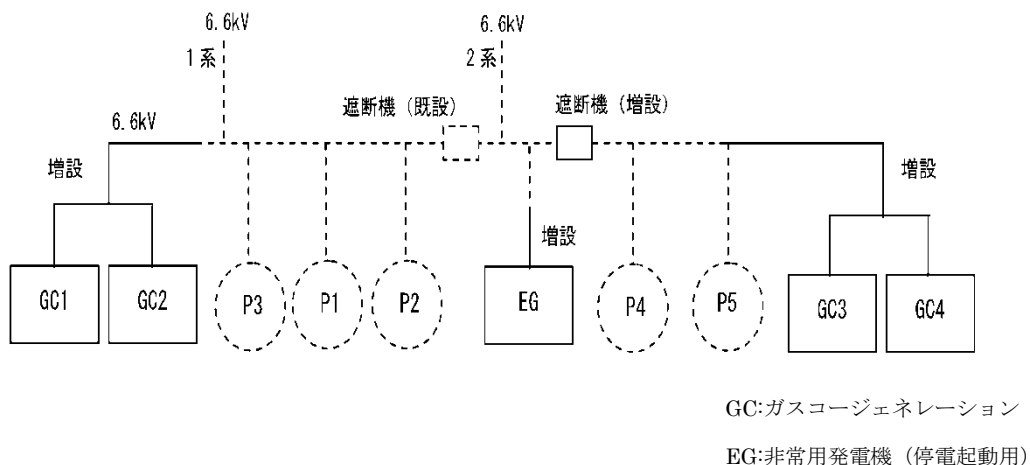 6.6kV
1系
6.6kV
2系
遮断機（既設）
遮断機（増設）
6.6kV
増設
増設
増設
GC1
GC2
P3
P1
P2
EG
P4
P5
GC3
GC4
GC:ガスコージェネレーション
EG:非常用発電機（停電起動用）